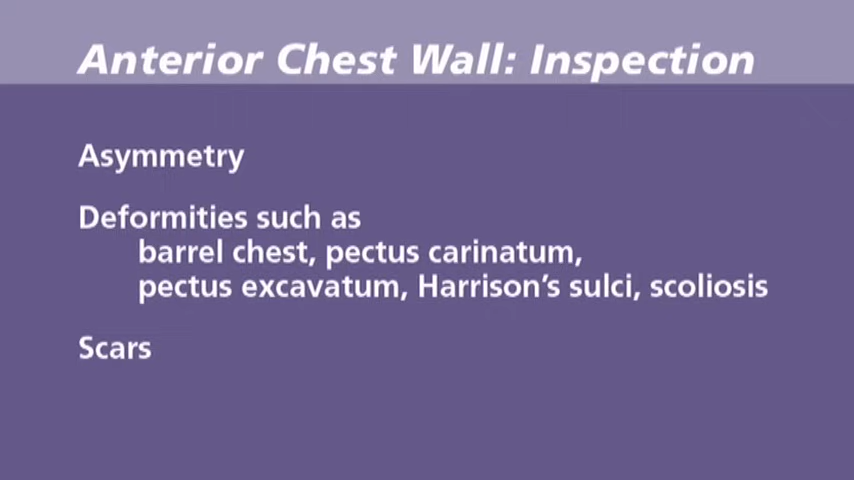 Anterior Chest Wall: Inspection
Asymmetry
Deformities such as
barrel chest, pectus carinatum,
pectus excavatum, Harrison’s sulci, scoliosis
Scars